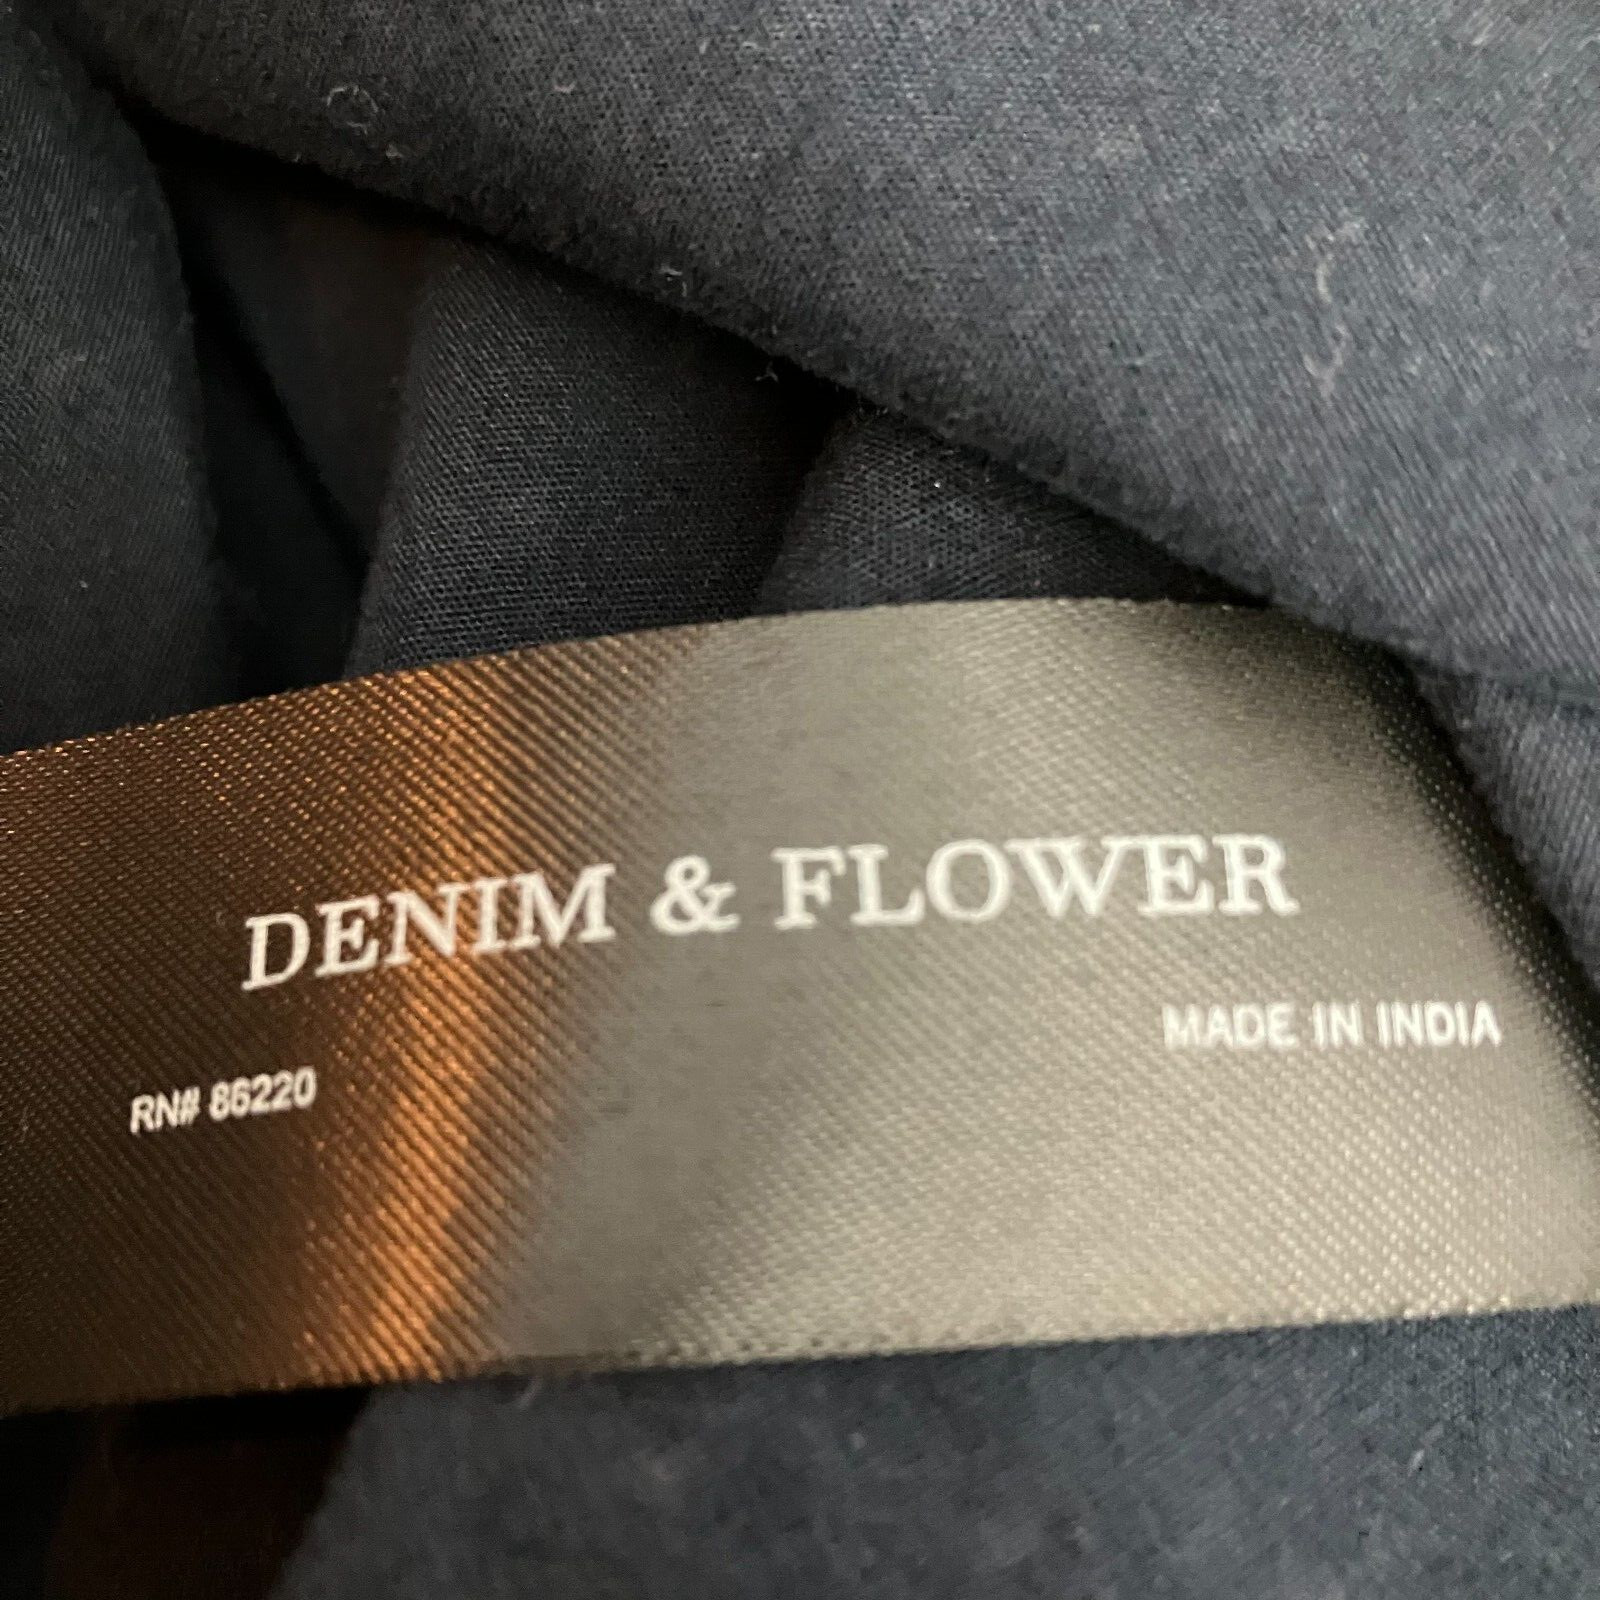 DENIM & FLOWER
MADE IN INDIA
RN# 86220